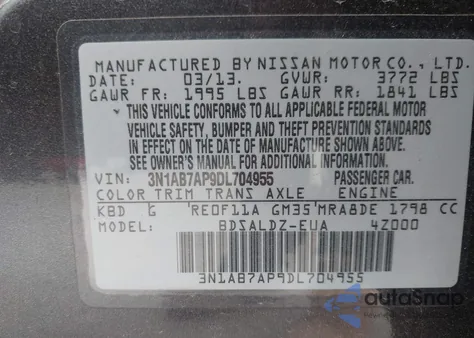 MANUFACTURED BY NISSAN MOTOR CO., LTD.
DATE: 03/13. GVWR: 3772 LBS
GAWR FR: 1995 LBS GAWR RR: 1841 LBS
THIS VEHICLE CONFORMS TO ALL APPLICABLE FEDERAL MOTOR
VEHICLE SAFETY, BUMPER AND THEFT PREVENTION STANDARDS
IN EFFECT ON THE DATE OF MANUFACTURE SHOWN ABOVE.
SEE OWNER'S MANUAL FOR ADDITIONAL INFORMATION.
VIN: 3N1AB7AP9DL704955 PASSENGER CAR.
COLOR TRIM TRANS AXLE ENGINE
KBD G RE0F11A GM35 MRA8DE 1798 CC
BDSALDZ-EUA 4Z000
3N1AB7AP9DL704955
autoSnap